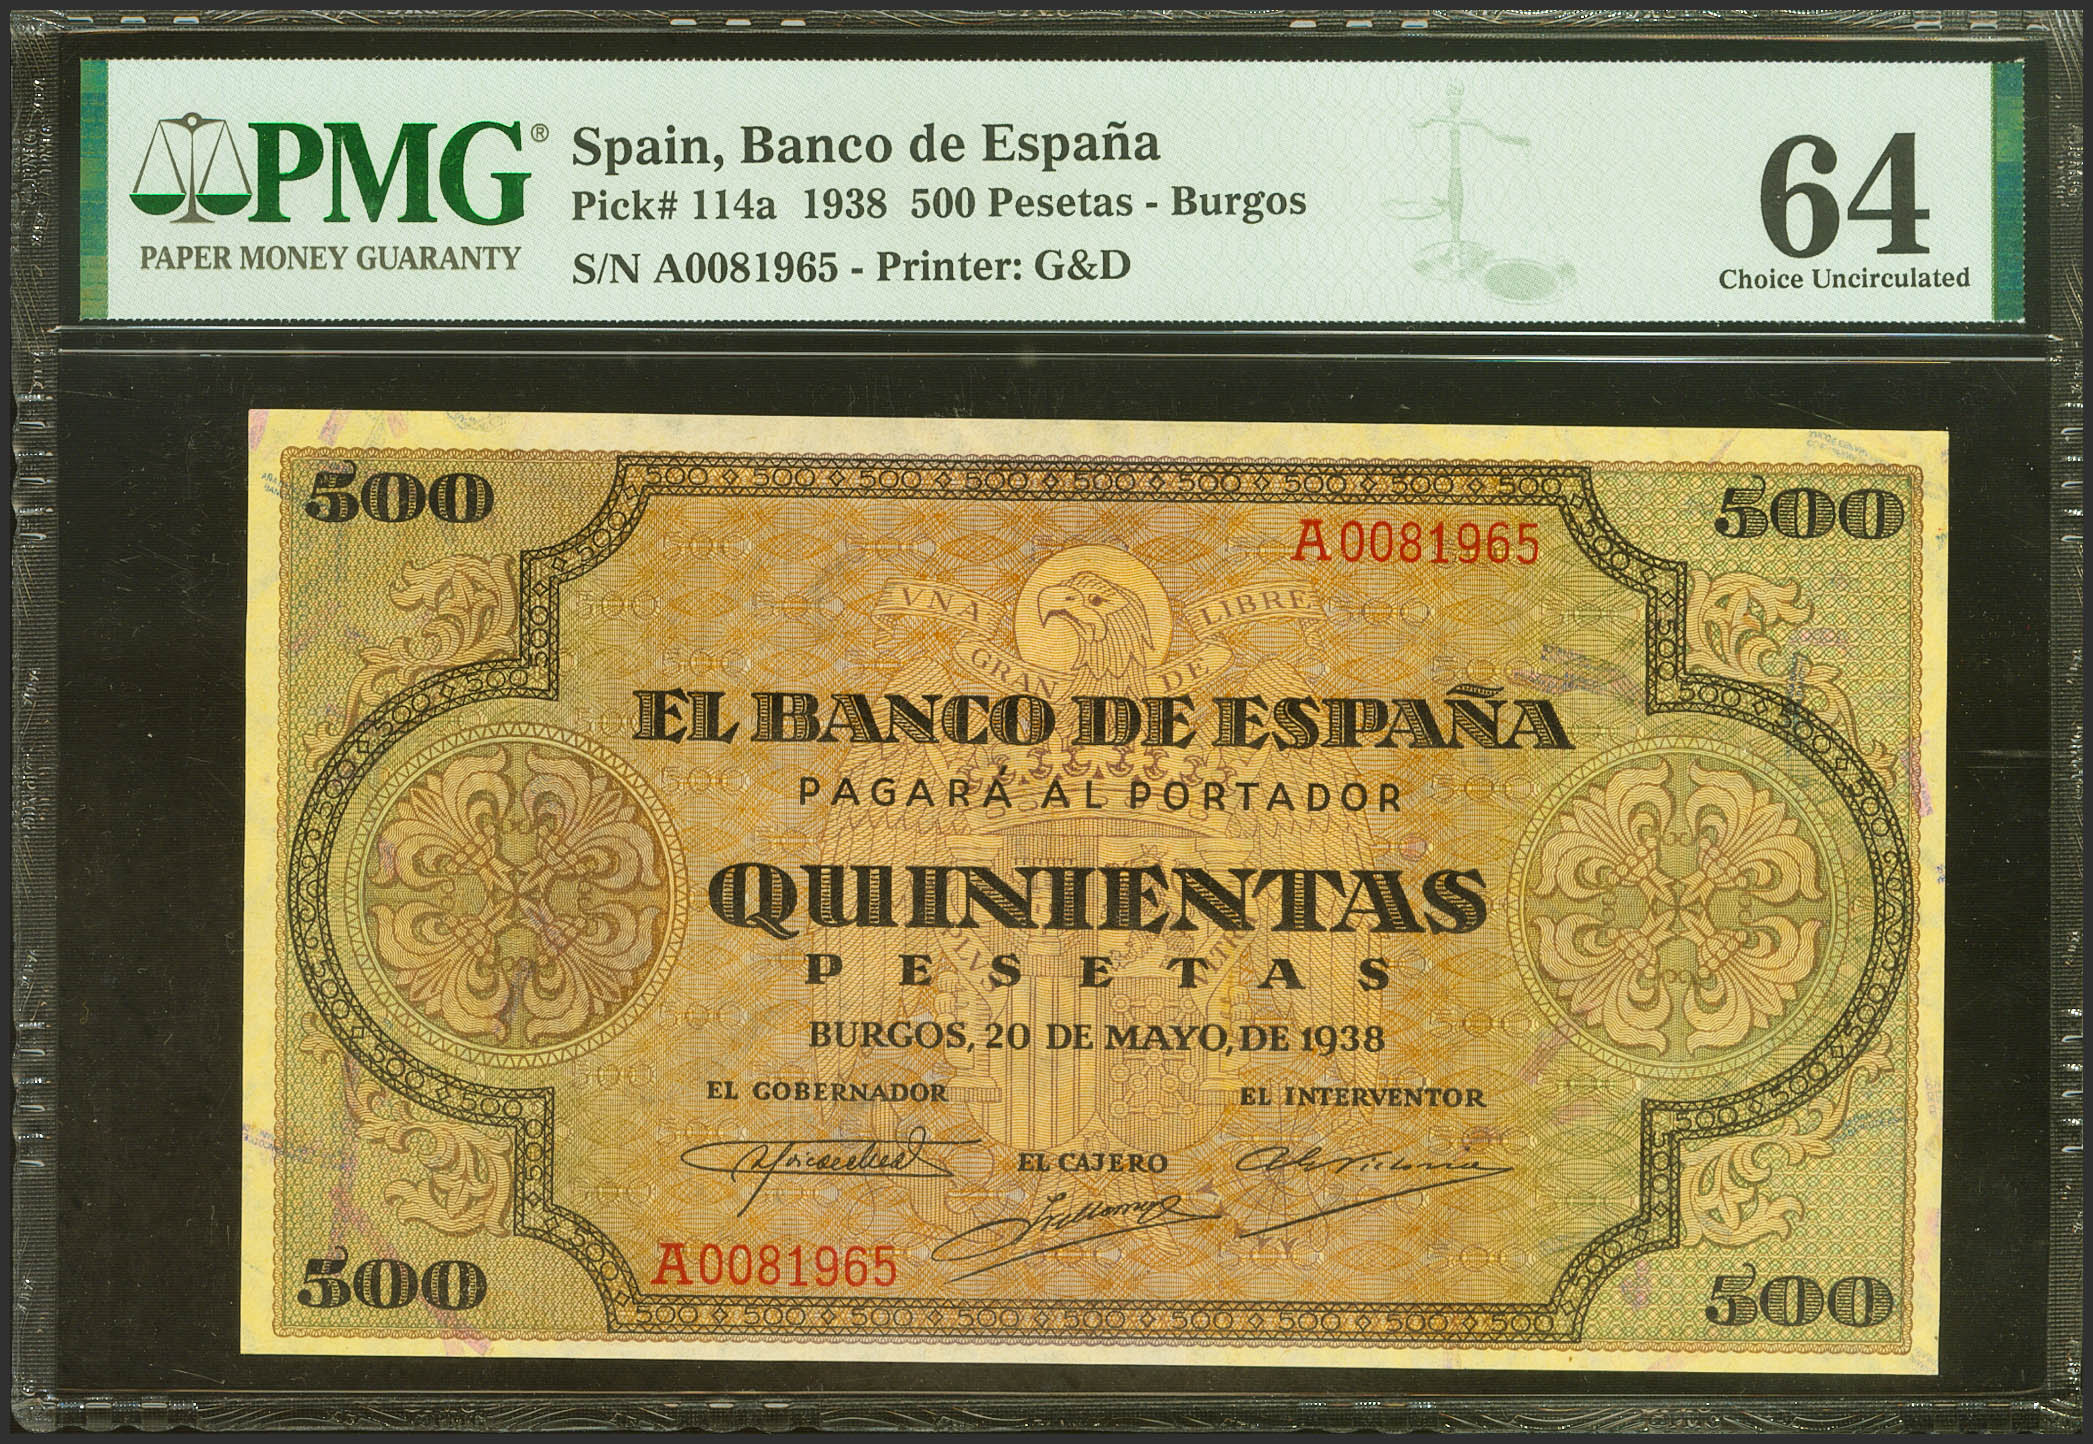 PMG®
PAPER MONEY GUARANTY
Spain, Banco de España
Pick# 114a 1938 500 Pesetas - Burgos
S/N A0081965 - Printer: G&D
64
Choice Uncirculated
500
500
A0081965
VNA GRANDE LIBRE
EL BANCO DE ESPAÑA
PAGARÁ AL PORTADOR
QUINIENTAS
PESETAS
BURGOS, 20 DE MAYO, DE 1938
EL GOBERNADOR
EL INTERVENTOR
EL CAJERO
A0081965
500
500